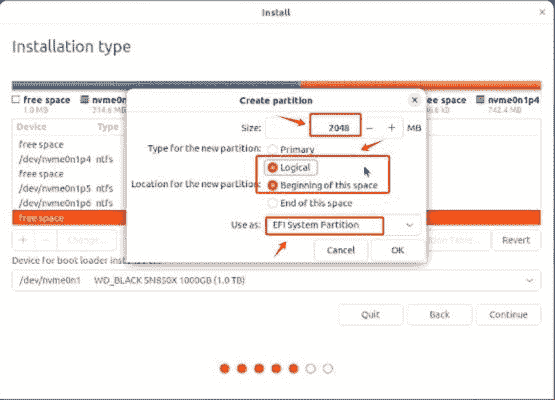 Install
Installation type
free space
1.0 MB
nvme0n1
free space
nvme0n1p4
742.4 MB
Device Type
free space
/dev/nvme0n1p4 ntfs
free space
/dev/nvme0n1p5 ntfs
/dev/nvme0n1p6 ntfs
free space
Create partition
Size: 2048 − + MB
Type for the new partition: Primary
Logical
Location for the new partition: Beginning of this space
End of this space
Use as: EFI System Partition
Cancel OK
+ − Change... Revert
Device for boot loader
/dev/nvme0n1 WD_BLACK SN850X 1000GB (1.0 TB)
Quit Back Continue